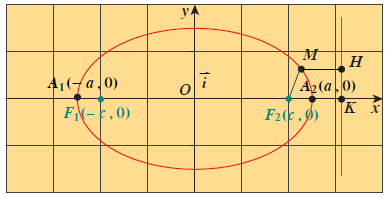 y
M
H
A₁(– a , 0)
O
i
A₂(a , 0)
F₁(– c , 0)
F₂(c , 0)
K
x